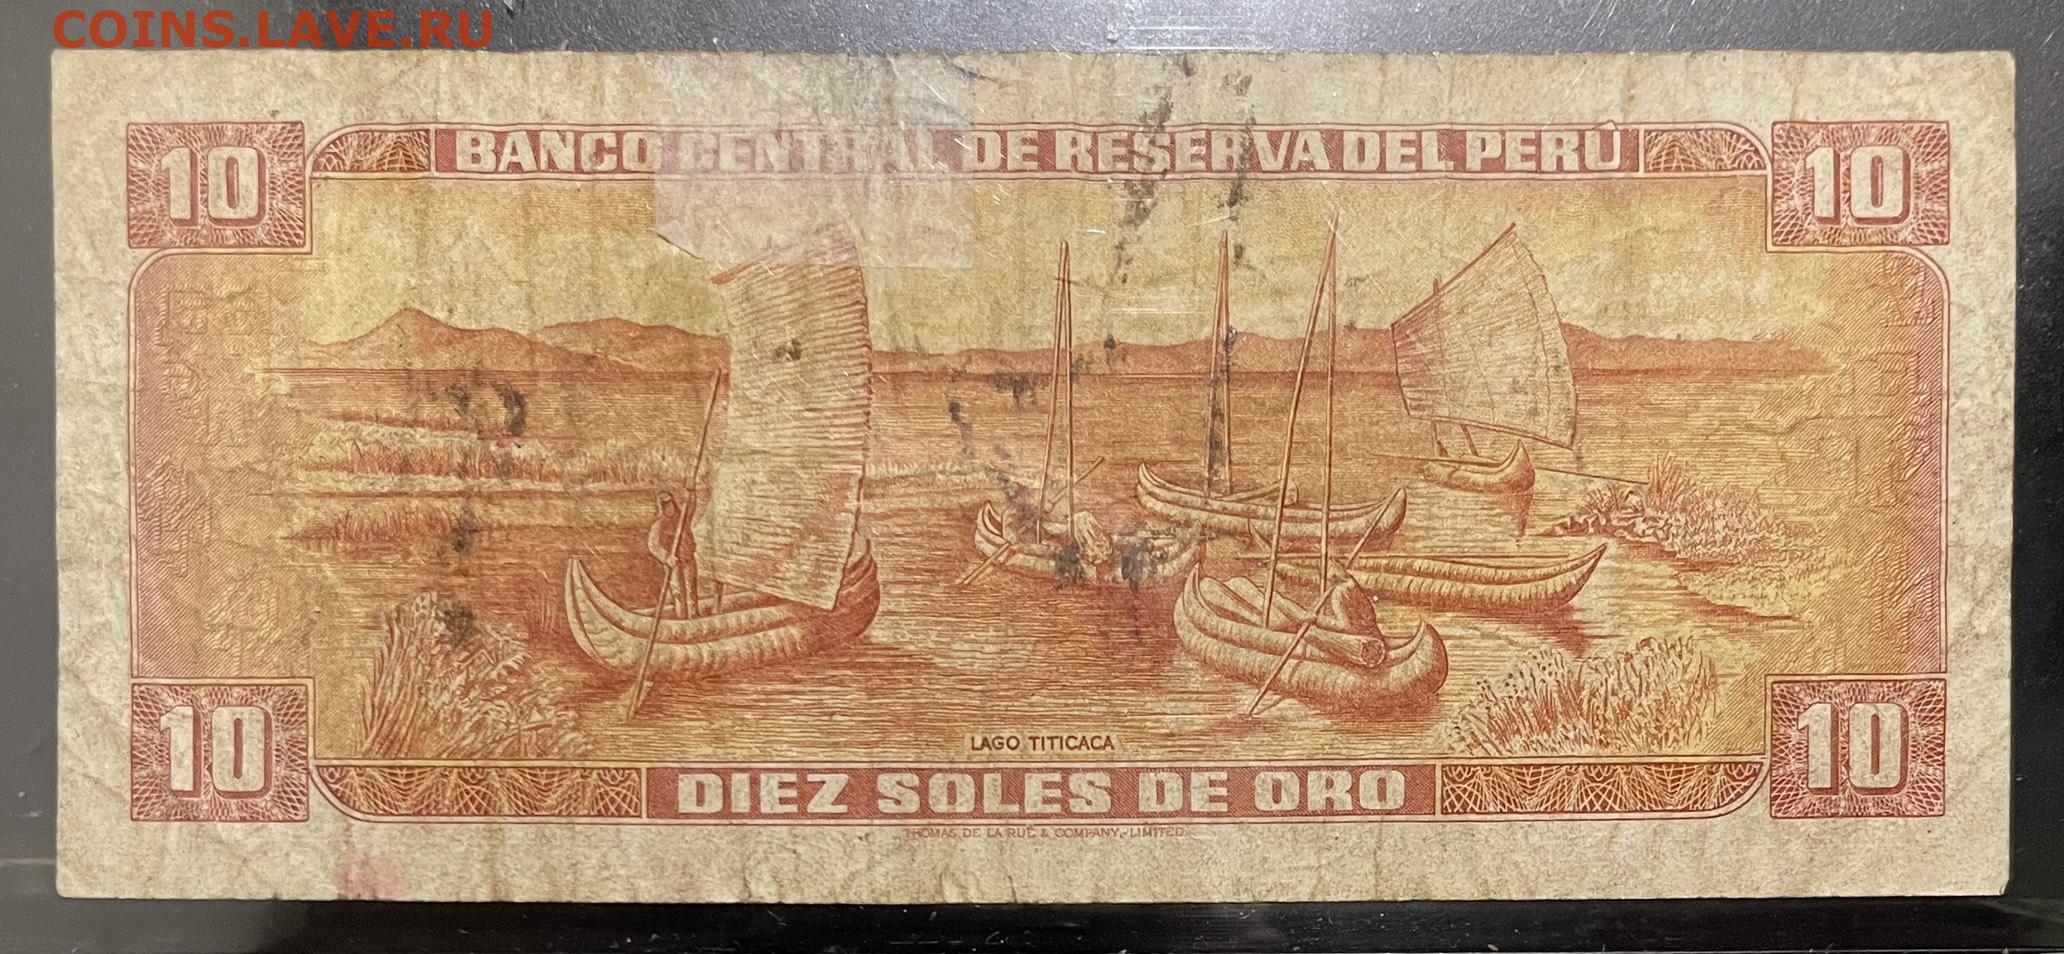 COINS.LAVE.RU
10 BANCO CENTRAL DE RESERVA DEL PERÚ 10
LAGO TITICACA
10 DIEZ SOLES DE ORO 10
THOMAS DE LA RUE & COMPANY, LIMITED